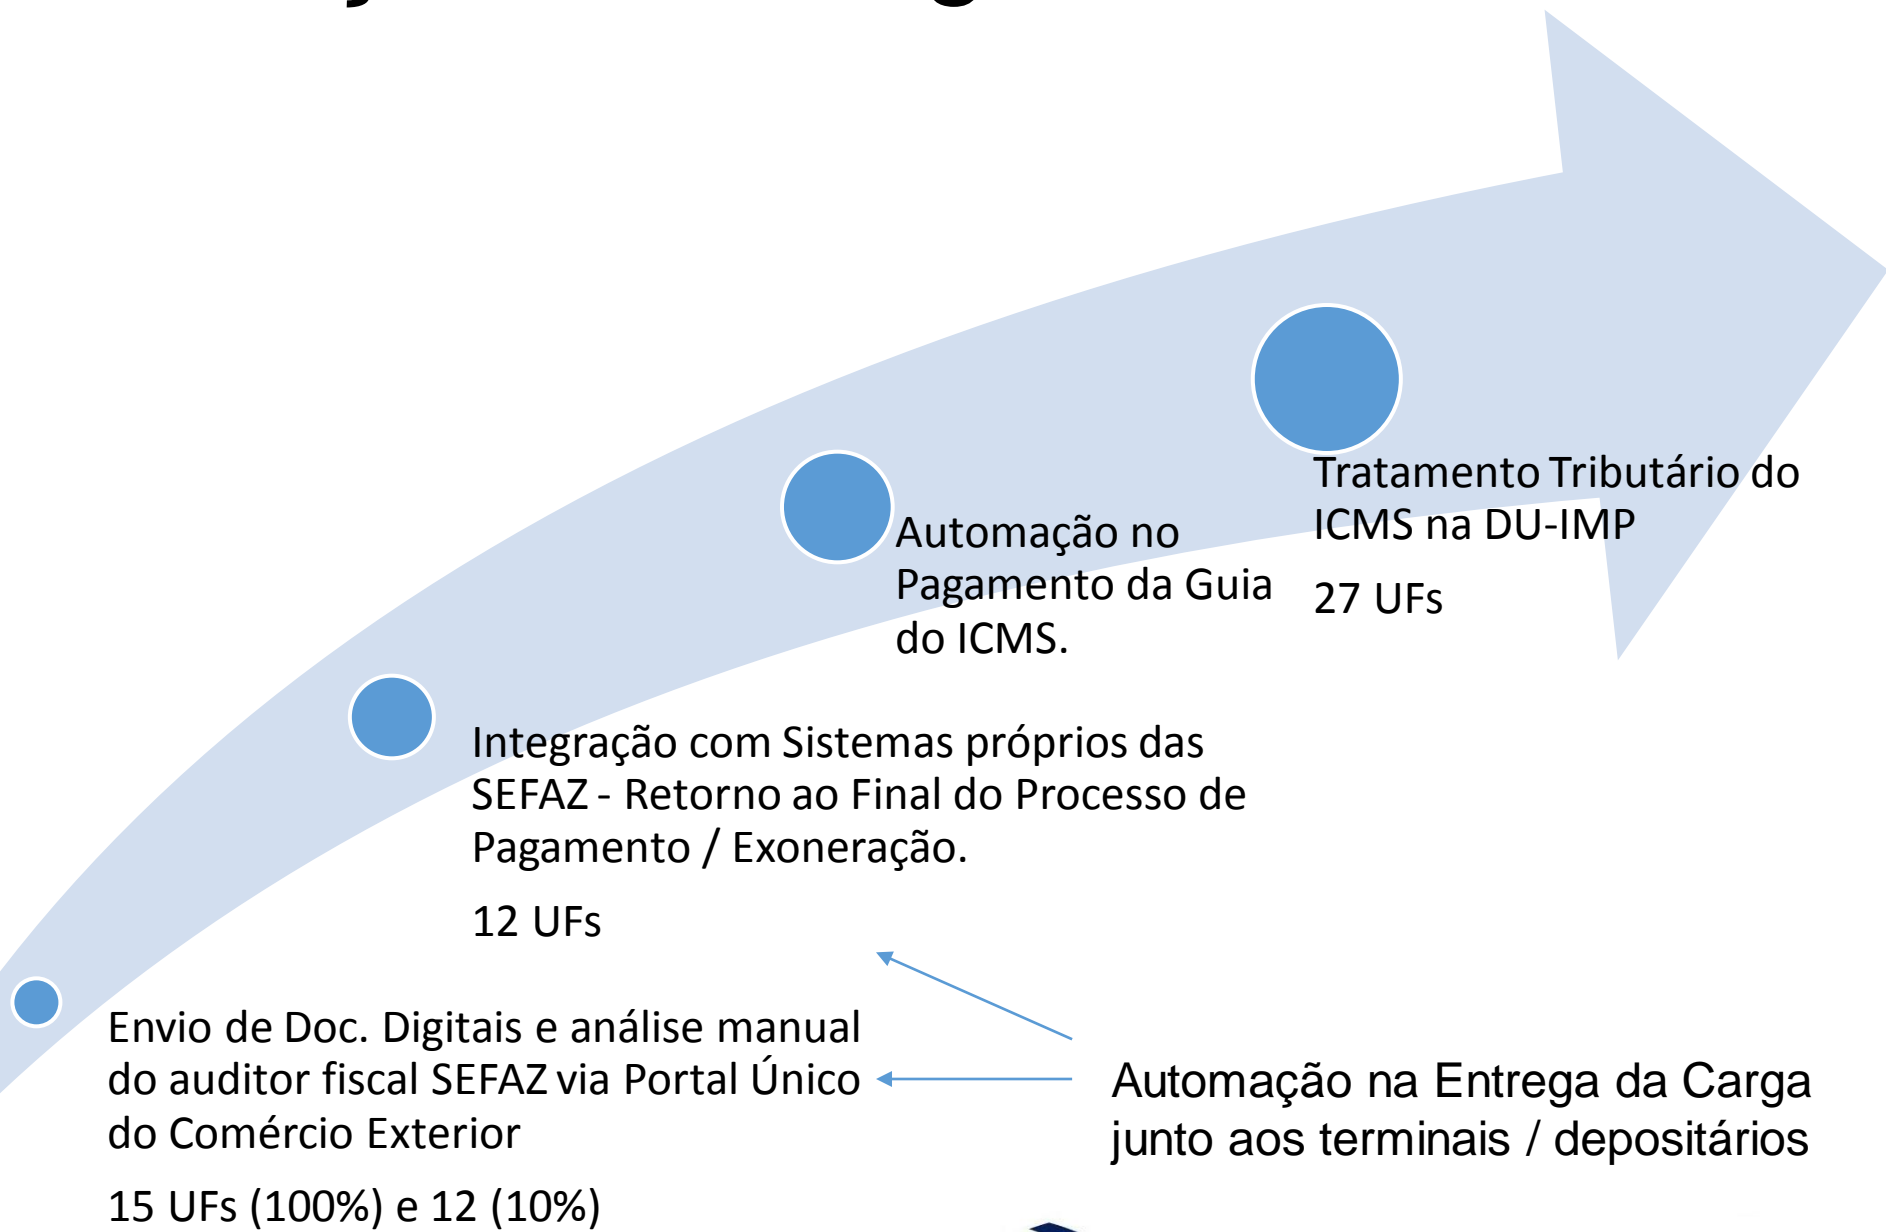 Tratamento Tributário do
ICMS na DU-IMP
27 UFs
Automação no
Pagamento da Guia
do ICMS.
Integração com Sistemas próprios das
SEFAZ - Retorno ao Final do Processo de
Pagamento / Exoneração.
12 UFs
Envio de Doc. Digitais e análise manual
do auditor fiscal SEFAZ via Portal Único
do Comércio Exterior
15 UFs (100%) e 12 (10%)
Automação na Entrega da Carga
junto aos terminais / depositários